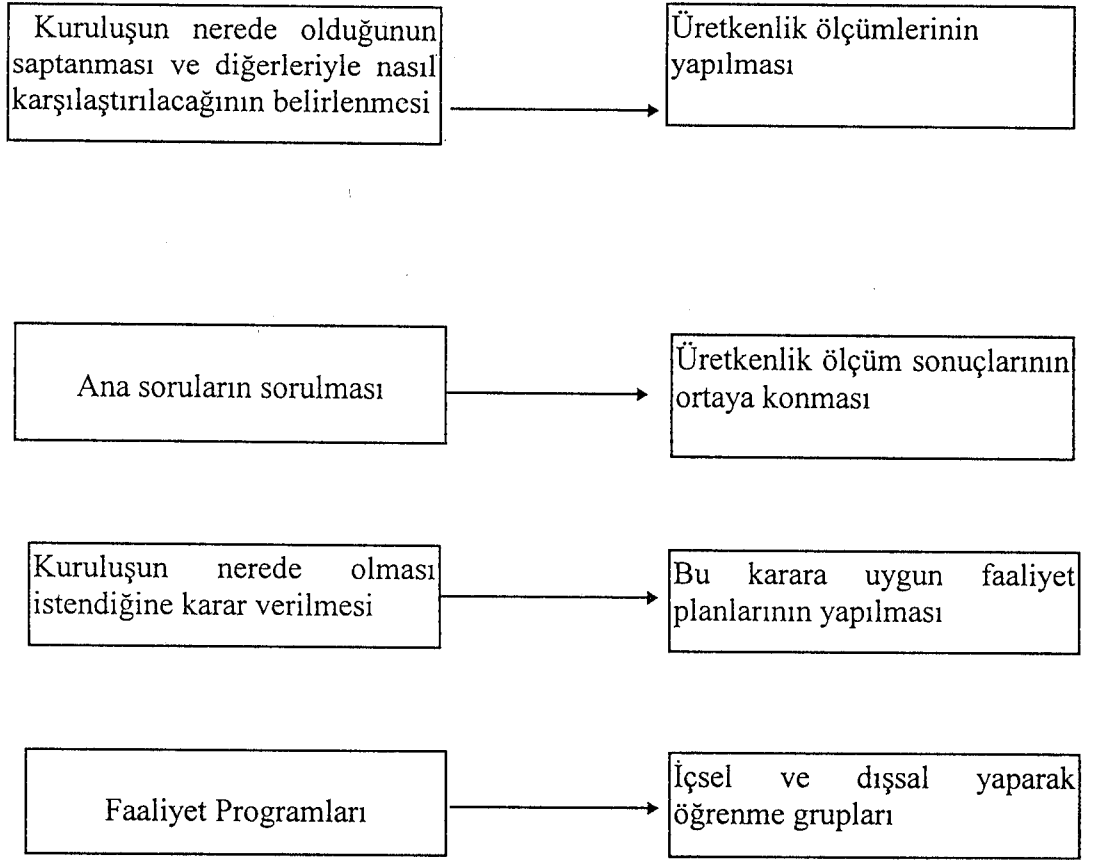 Kuruluşun nerede olduğunun
saptanması ve diğerleriyle nasıl
karşılaştırılacağının belirlenmesi
Üretkenlik ölçümlerinin
yapılması
Ana soruların sorulması
Üretkenlik ölçüm sonuçlarının
ortaya konması
Kuruluşun nerede olması
istendiğine karar verilmesi
Bu karara uygun faaliyet
planlarının yapılması
Faaliyet Programları
İçsel ve dışsal yaparak
öğrenme grupları